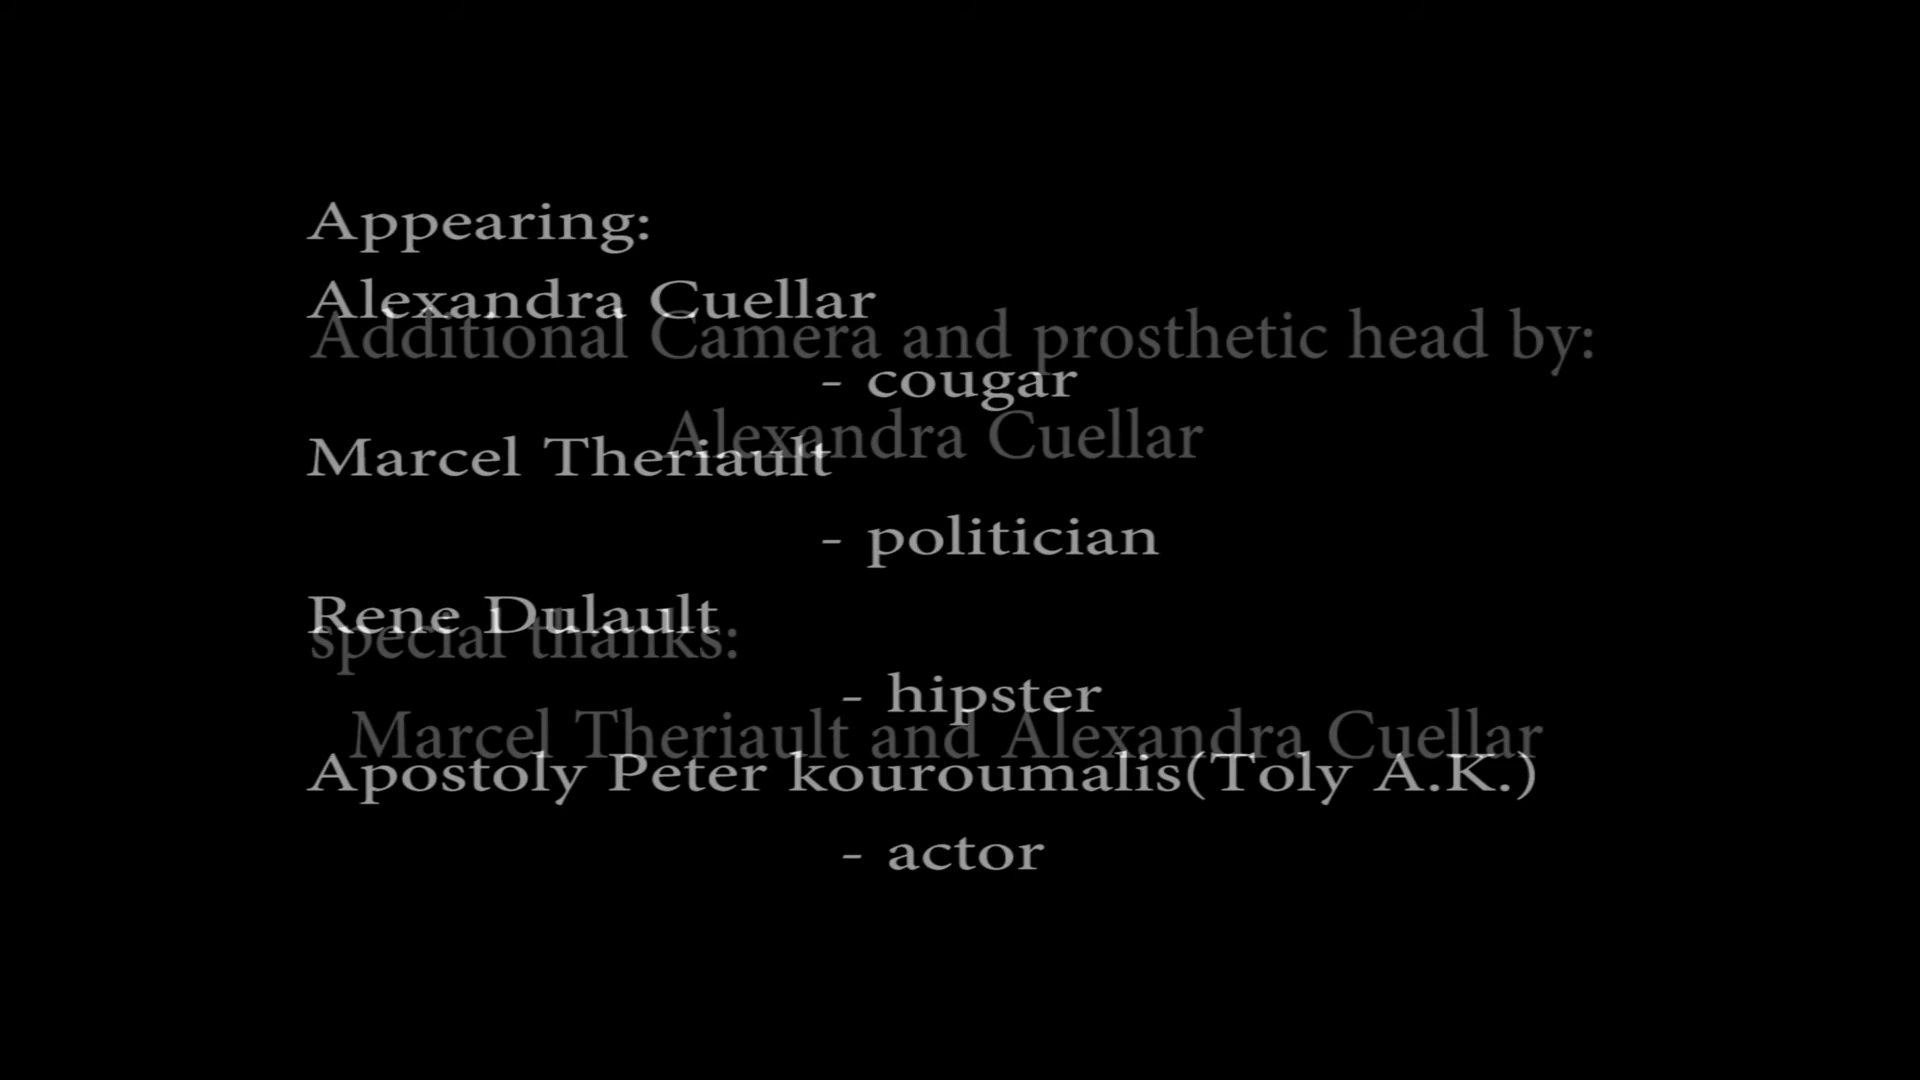 Appearing:
Alexandra Cuellar
Additional Camera and prosthetic head by:
- cougar
Alexandra Cuellar
Marcel Theriault
- politician
Rene Dulault
special thanks:
- hipster
Marcel Theriault and Alexandra Cuellar
Apostoly Peter kouroumalis(Toly A.K.)
- actor